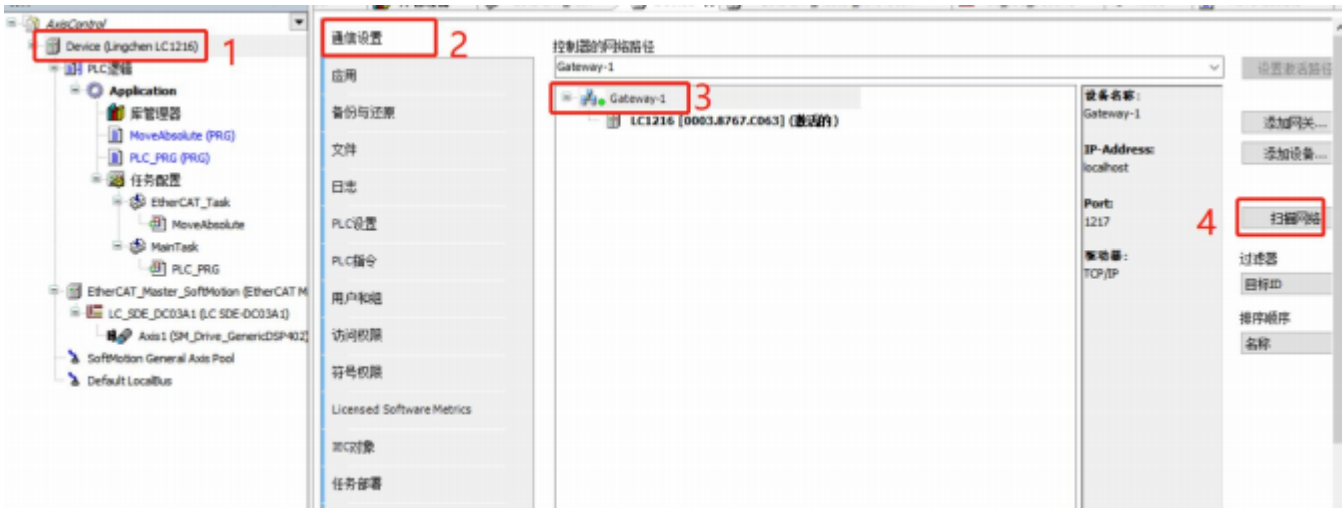 AxisControl
Device (Lingchen LC1216)
1
PLC逻辑
Application
库管理器
MoveAbsolute (PRG)
PLC_PRG (PRG)
任务配置
EtherCAT_Task
MoveAbsolute
MainTask
PLC_PRG
EtherCAT_Master_SoftMotion (EtherCAT M
LC_SDE_DC03A1 (LC SDE-DC03A1)
Axis1 (SM_Drive_GenericDSP402)
SoftMotion General Axis Pool
Default LocalBus
通信设置
2
应用
备份与还原
文件
日志
PLC设置
PLC指令
用户和组
访问权限
符号权限
Licensed Software Metrics
IEC对象
任务部署
控制器的网络路径
Gateway-1
Gateway-1
3
LC1216 [0003.8767.C063] (激活的)
设备名称:
Gateway-1
IP-Address:
localhost
Port:
1217
驱动器:
TCP/IP
设置激活路径
添加网关...
添加设备...
4
扫描网络
过滤器
目标ID
排序顺序
名称